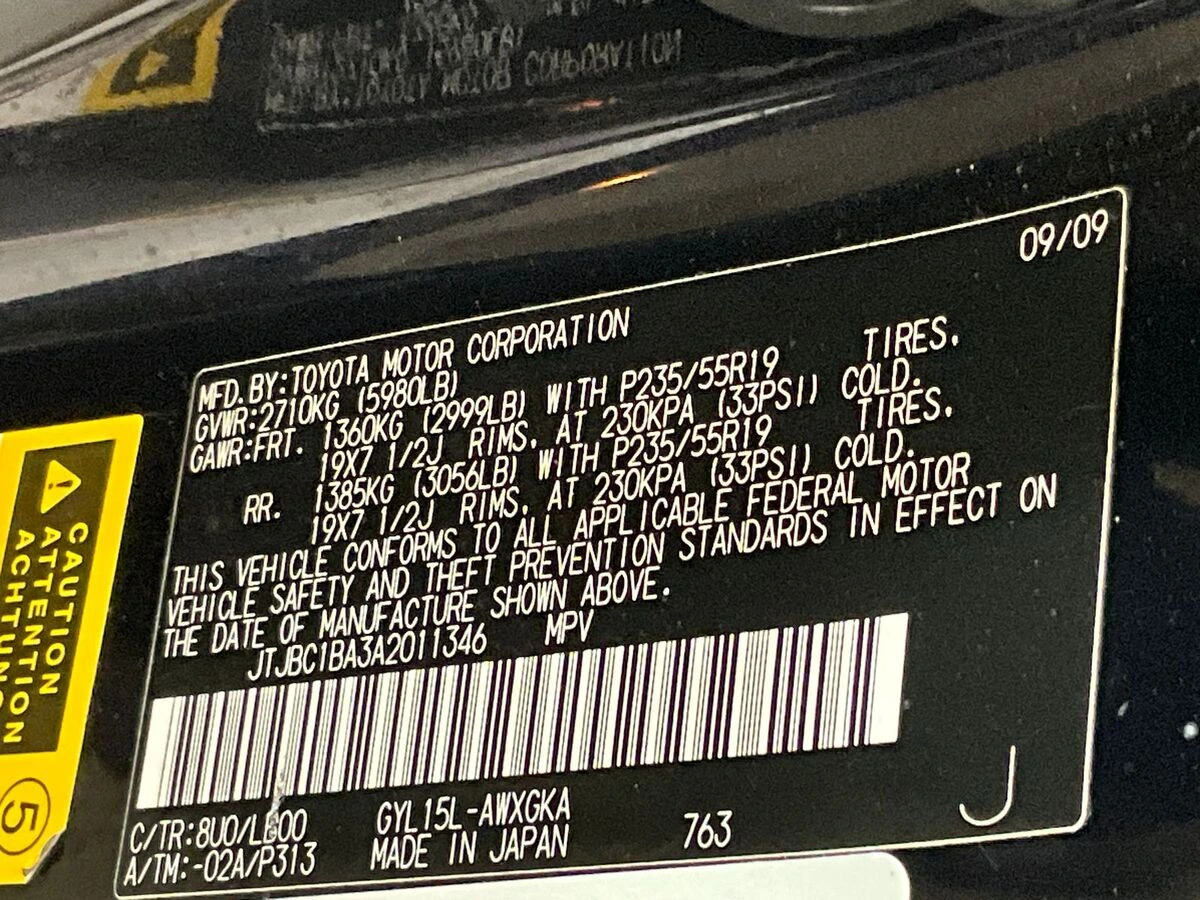 09/09
MFD.BY:TOYOTA MOTOR CORPORATION
GVWR:2710KG (5980LB)
GAWR:FRT. 1360KG (2999LB) WITH P235/55R19 TIRES.
19X7 1/2J RIMS, AT 230KPA (33PSI) COLD.
RR. 1385KG (3056LB) WITH P235/55R19 TIRES.
19X7 1/2J RIMS, AT 230KPA (33PSI) COLD.
THIS VEHICLE CONFORMS TO ALL APPLICABLE FEDERAL MOTOR
VEHICLE SAFETY AND THEFT PREVENTION STANDARDS IN EFFECT ON
THE DATE OF MANUFACTURE SHOWN ABOVE.
JTJBC1BA3A2011346 MPV
C/TR:8U0/LB00 GYL15L-AWXGKA 763
A/TM:-02A/P313 MADE IN JAPAN
J
CAUTION
ATTENTION
ACHTUNG
5